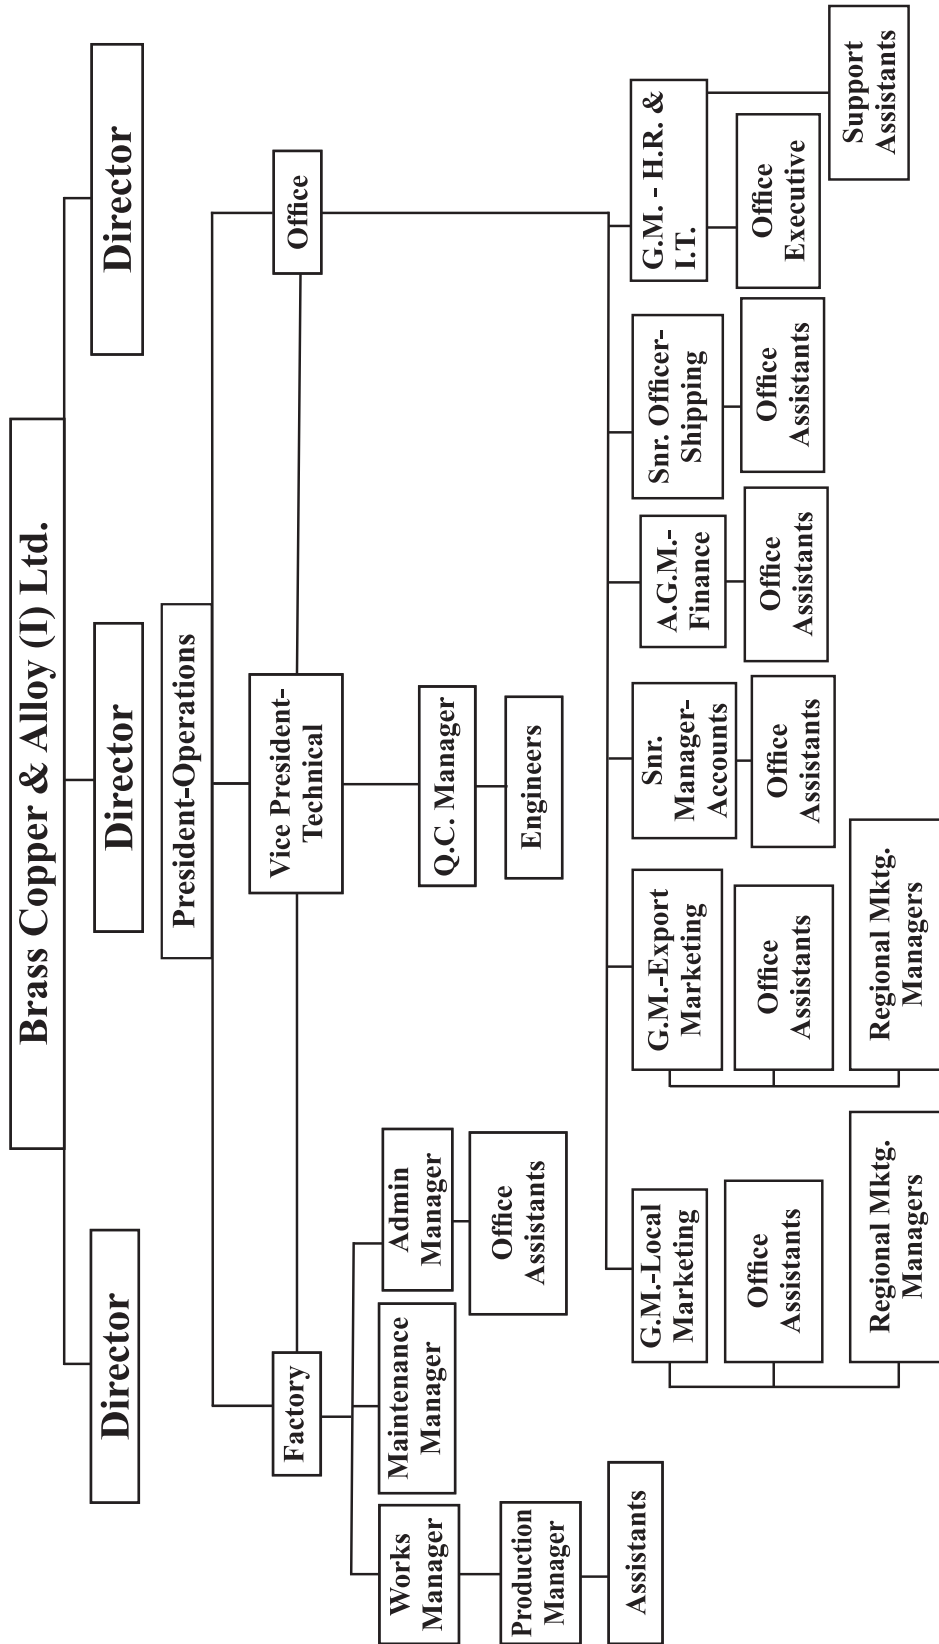 Brass Copper & Alloy (I) Ltd.
Director
Director
Director
President-Operations
Factory
Vice President-
Technical
Office
Works
Manager
Maintenance
Manager
Admin
Manager
Q.C. Manager
Production
Manager
Office
Assistants
Engineers
Assistants
G.M.-Local
Marketing
G.M.-Export
Marketing
Snr.
Manager-
Accounts
A.G.M.-
Finance
Snr. Officer-
Shipping
G.M. - H.R. &
I.T.
Office
Assistants
Office
Assistants
Office
Assistants
Office
Assistants
Office
Assistants
Office
Executive
Regional Mktg.
Managers
Regional Mktg.
Managers
Support
Assistants